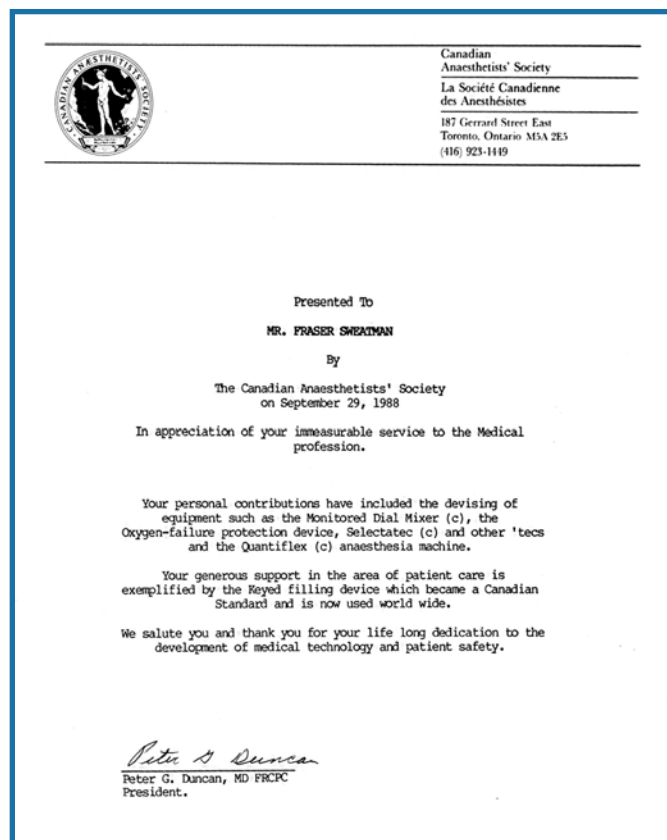 CANADIAN ANÆSTHETISTS' SOCIETY
Canadian
Anaesthetists' Society
La Société Canadienne
des Anesthésistes
187 Gerrard Street East
Toronto, Ontario M5A 2E5
(416) 923-1449
Presented To
MR. FRASER SWEATMAN
By
The Canadian Anaesthetists' Society
on September 29, 1988
In appreciation of your immeasurable service to the Medical
profession.
Your personal contributions have included the devising of
equipment such as the Monitored Dial Mixer (c), the
Oxygen-failure protection device, Selectatec (c) and other 'tecs
and the Quantiflex (c) anaesthesia machine.
Your generous support in the area of patient care is
exemplified by the Keyed filling device which became a Canadian
Standard and is now used world wide.
We salute you and thank you for your life long dedication to the
development of medical technology and patient safety.
Peter G Duncan
Peter G. Duncan, MD FRCPC
President.